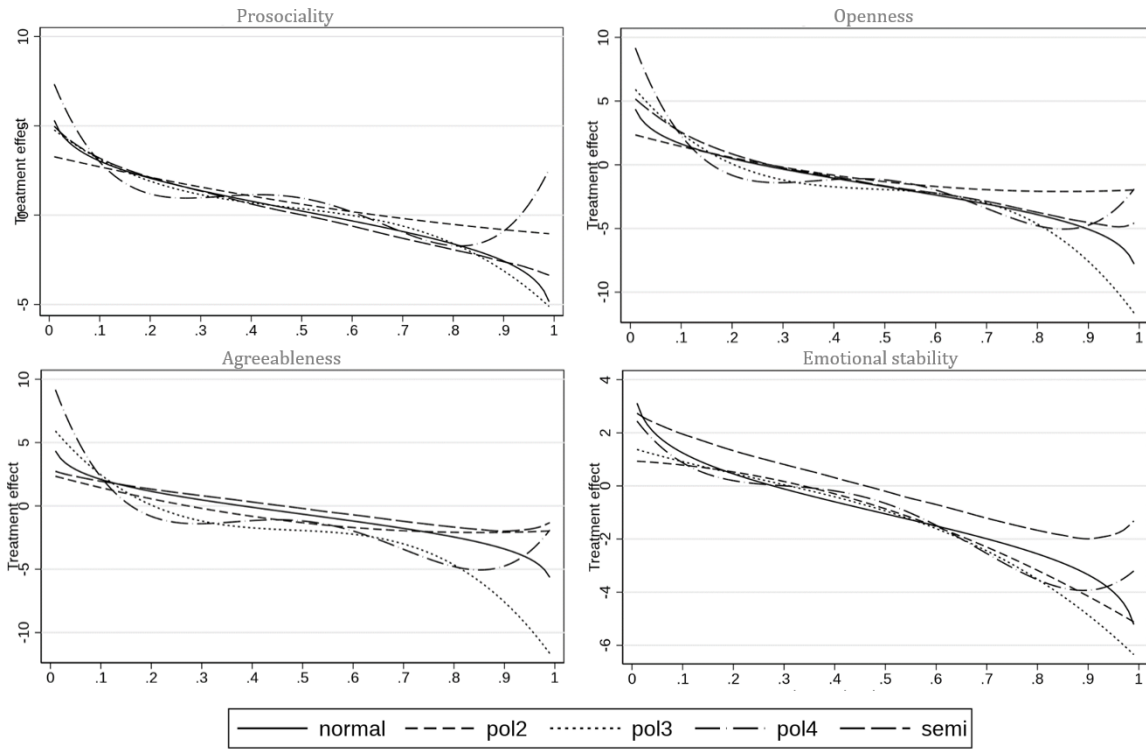 Prosociality
Openness
Treatment effect
10
5
0
-5
0 .1 .2 .3 .4 .5 .6 .7 .8 .9 1
Treatment effect
10
5
0
-5
-10
0 .1 .2 .3 .4 .5 .6 .7 .8 .9 1
Agreeableness
Emotional stability
Treatment effect
10
5
0
-5
-10
0 .1 .2 .3 .4 .5 .6 .7 .8 .9 1
Treatment effect
4
2
0
-2
-4
-6
0 .1 .2 .3 .4 .5 .6 .7 .8 .9 1
normal pol2 pol3 pol4 semi